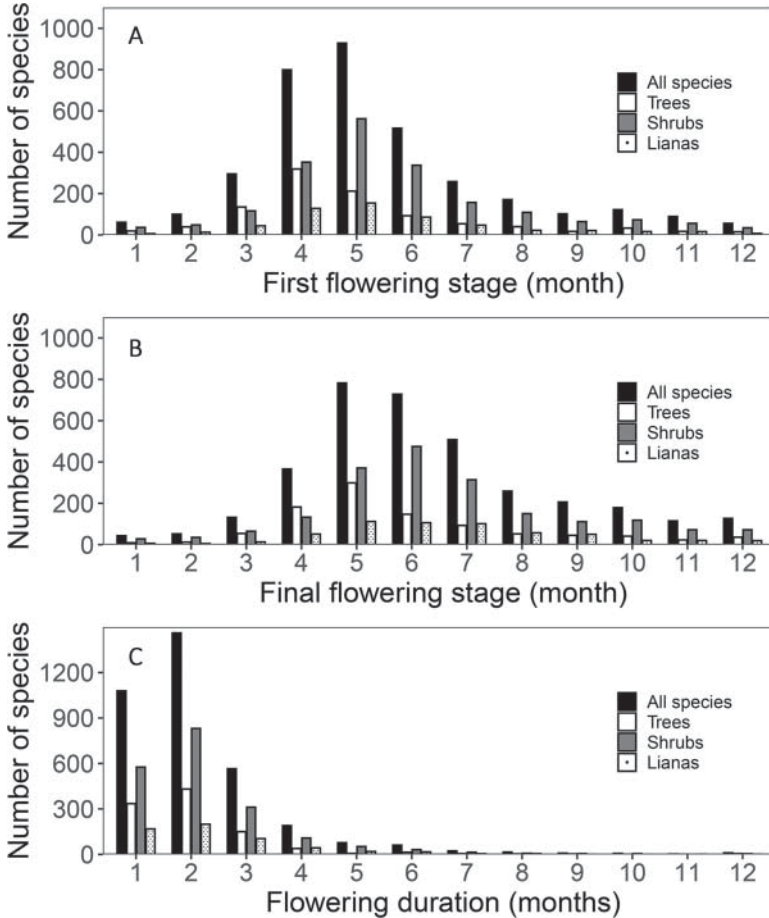 A
Number of species
1000
800
600
400
200
0
All species
Trees
Shrubs
Lianas
1 2 3 4 5 6 7 8 9 10 11 12
First flowering stage (month)
B
Number of species
1000
800
600
400
200
0
All species
Trees
Shrubs
Lianas
1 2 3 4 5 6 7 8 9 10 11 12
Final flowering stage (month)
C
Number of species
1200
900
600
300
0
All species
Trees
Shrubs
Lianas
1 2 3 4 5 6 7 8 9 10 11 12
Flowering duration (months)